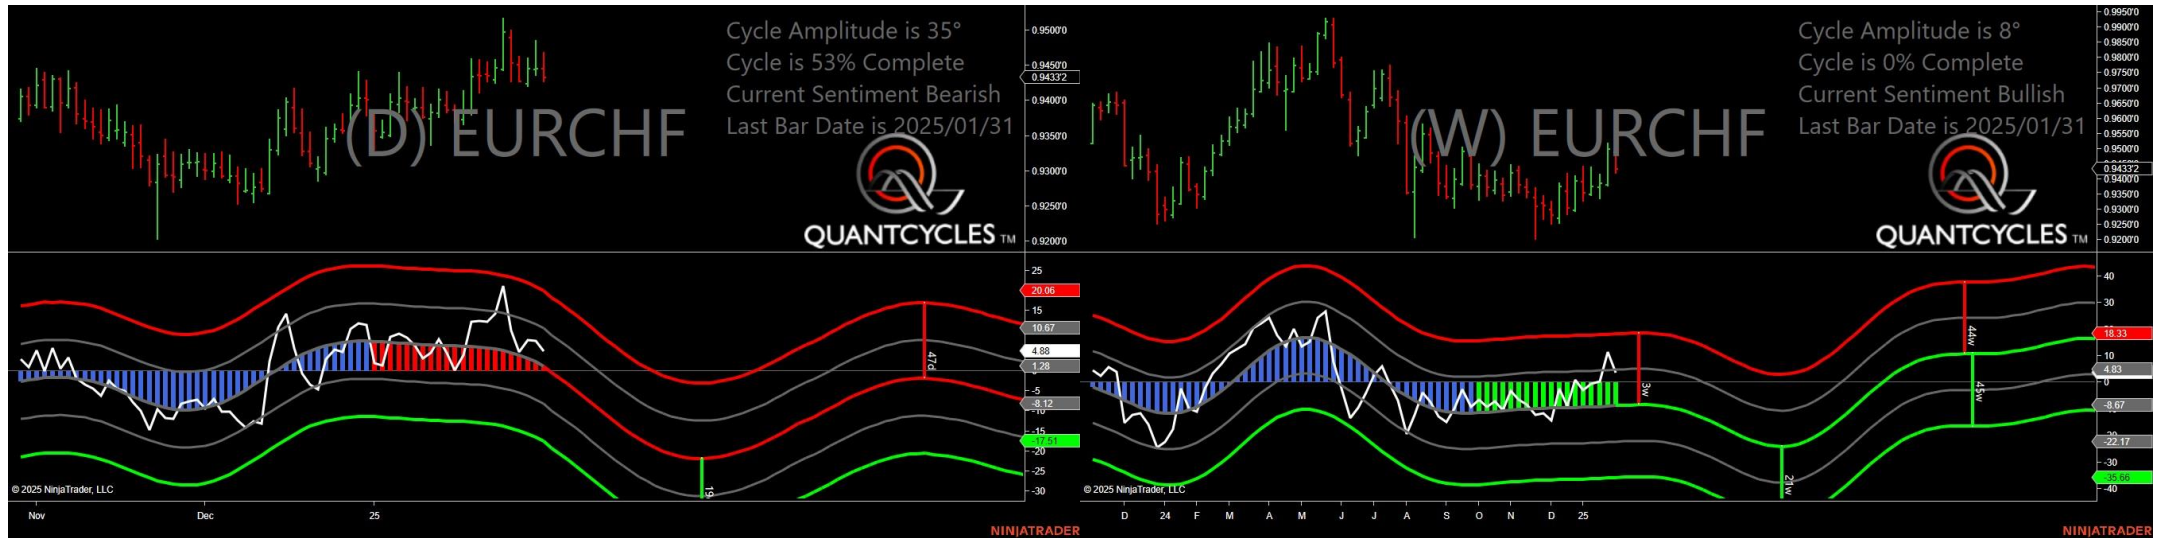 Cycle Amplitude is 35°
Cycle is 53% Complete
Current Sentiment Bearish
Last Bar Date is 2025/01/31
(D) EURCHF
QUANTCYCLES TM
0.9500'0
0.9450'0
0.9433'2
0.9400'0
0.9350'0
0.9300'0
0.9250'0
0.9200'0
25
20.06
15
10.67
4.88
1.28
-5
-8.12
-10
-15
-17.51
-20
-25
-30
47d
19
© 2025 NinjaTrader, LLC
Nov Dec 25
NINJATRADER
Cycle Amplitude is 8°
Cycle is 0% Complete
Current Sentiment Bullish
Last Bar Date is 2025/01/31
(W) EURCHF
QUANTCYCLES TM
0.9950'0
0.9900'0
0.9850'0
0.9800'0
0.9750'0
0.9700'0
0.9650'0
0.9600'0
0.9550'0
0.9500'0
0.9433'2
0.9400'0
0.9350'0
0.9300'0
0.9250'0
0.9200'0
40
30
18.33
10
4.83
0
-8.67
-22.17
-30
-35.66
-40
3w
44w
45w
21w
© 2025 NinjaTrader, LLC
D 24 F M A M J J A S O N D 25
NINJATRADER